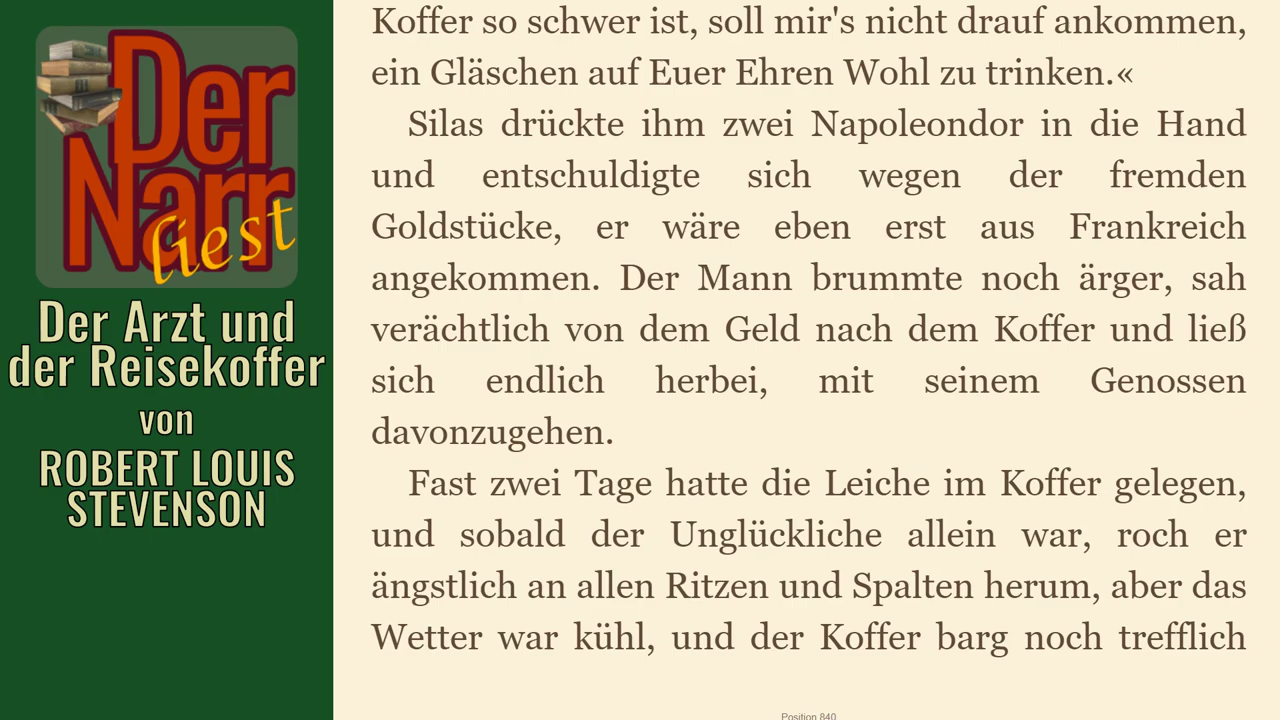 Der
Narr
liest
Der Arzt und
der Reisekoffer
von
ROBERT LOUIS
STEVENSON
Koffer so schwer ist, soll mir's nicht drauf ankommen,
ein Gläschen auf Euer Ehren Wohl zu trinken.«
Silas drückte ihm zwei Napoleondor in die Hand
und entschuldigte sich wegen der fremden
Goldstücke, er wäre eben erst aus Frankreich
angekommen. Der Mann brummte noch ärger, sah
verächtlich von dem Geld nach dem Koffer und ließ
sich endlich herbei, mit seinem Genossen
davonzugehen.
Fast zwei Tage hatte die Leiche im Koffer gelegen,
und sobald der Unglückliche allein war, roch er
ängstlich an allen Ritzen und Spalten herum, aber das
Wetter war kühl, und der Koffer barg noch trefflich
Position 840